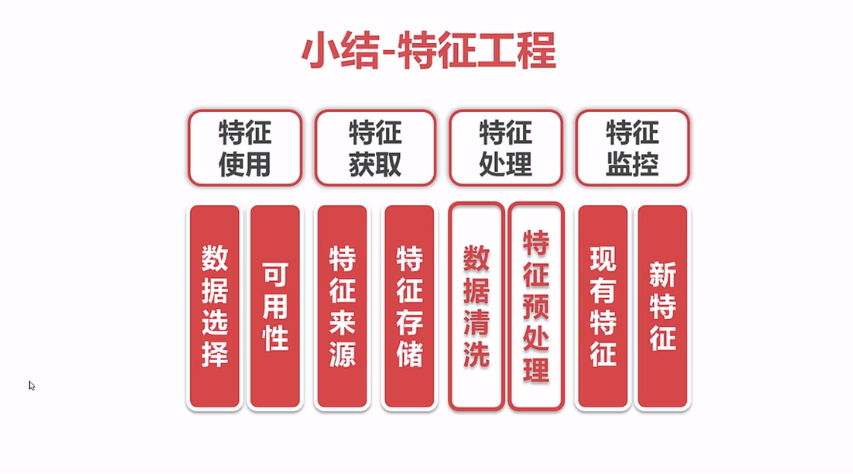 小结-特征工程
特征
使用
特征
获取
特征
处理
特征
监控
数据选择
可用性
特征来源
特征存储
数据清洗
特征预处理
现有特征
新特征